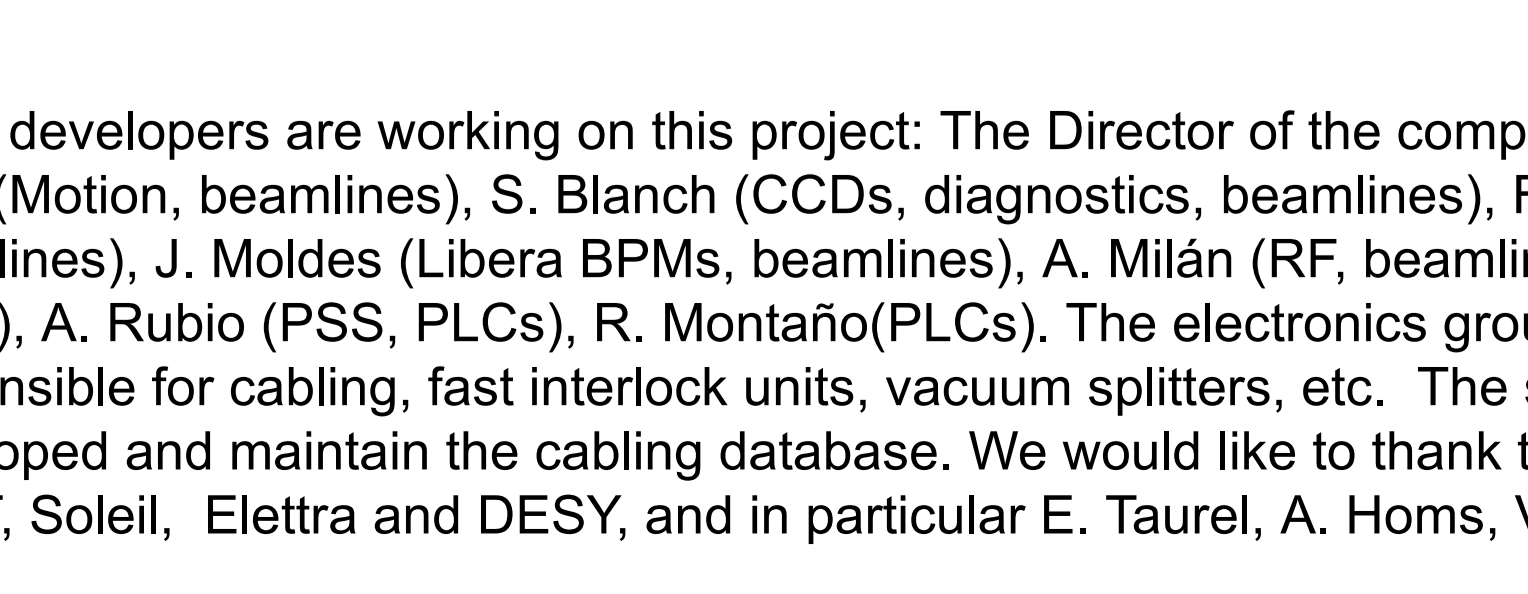 developers are working on this project: The Director of the comp
(Motion, beamlines), S. Blanch (CCDs, diagnostics, beamlines),
lines), J. Moldes (Libera BPMs, beamlines), A. Milán (RF, beamlin
), A. Rubio (PSS, PLCs), R. Montaño(PLCs). The electronics grou
nsible for cabling, fast interlock units, vacuum splitters, etc.  The s
oped and maintain the cabling database. We would like to thank t
, Soleil,  Elettra and DESY, and in particular E. Taurel, A. Homs, V